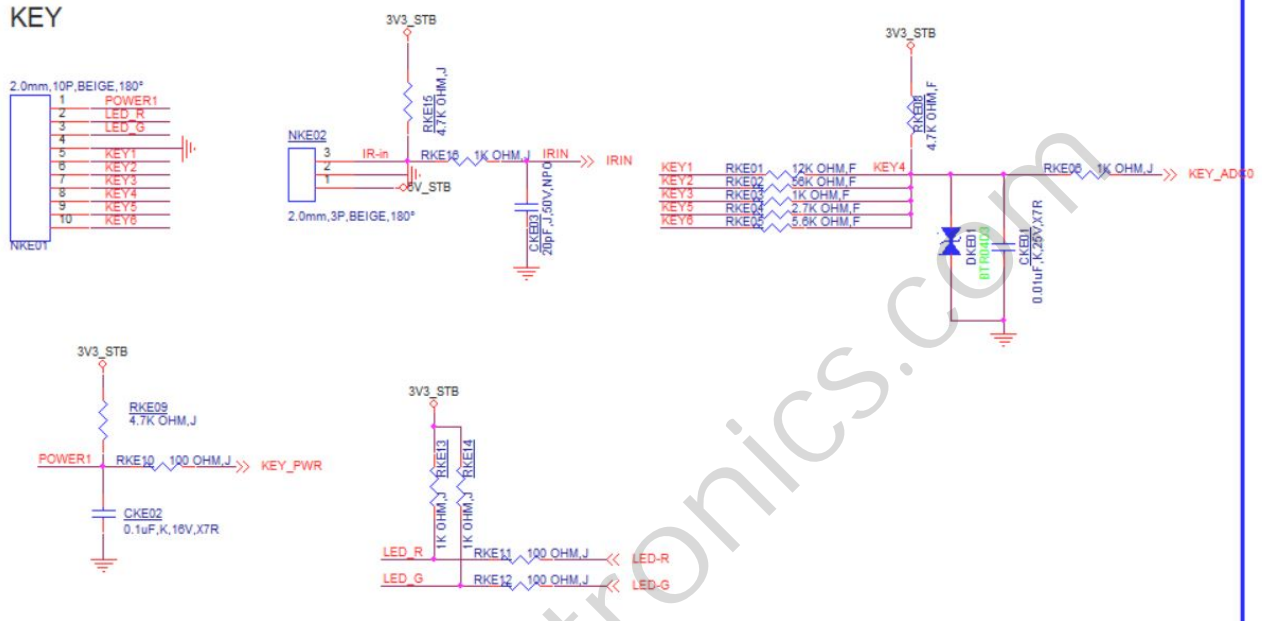 KEY
2.0mm,10P,BEIGE,180°
1 POWER1
2 LED_R
3 LED_G
4
5 KEY1
6 KEY2
7 KEY3
8 KEY4
9 KEY5
10 KEY6
NKE01
3V3_STB
RKE15
4.7K OHM,J
NKE02
3 IR-in
2
1
5V_STB
2.0mm,3P,BEIGE,180°
RKE16 1K OHM,J
IRIN
IRIN
CKE03
20pF,J,50V,NPO
3V3_STB
RKE08
4.7K OHM,F
KEY1 RKE01 12K OHM,F KEY4
KEY2 RKE02 56K OHM,F
KEY3 RKE03 1K OHM,F
KEY5 RKE04 2.7K OHM,F
KEY6 RKE05 5.6K OHM,F
RKE06 1K OHM,J
KEY_ADC0
DKE01
CKE01
0.01uF,K,25V,X7R
3V3_STB
RKE09
4.7K OHM,J
POWER1 RKE10 100 OHM,J KEY_PWR
CKE02
0.1uF,K,16V,X7R
3V3_STB
1K OHM,J RKE13
1K OHM,J RKE14
LED_R RKE11 100 OHM,J LED-R
LED_G RKE12 100 OHM,J LED-G
tronics.com